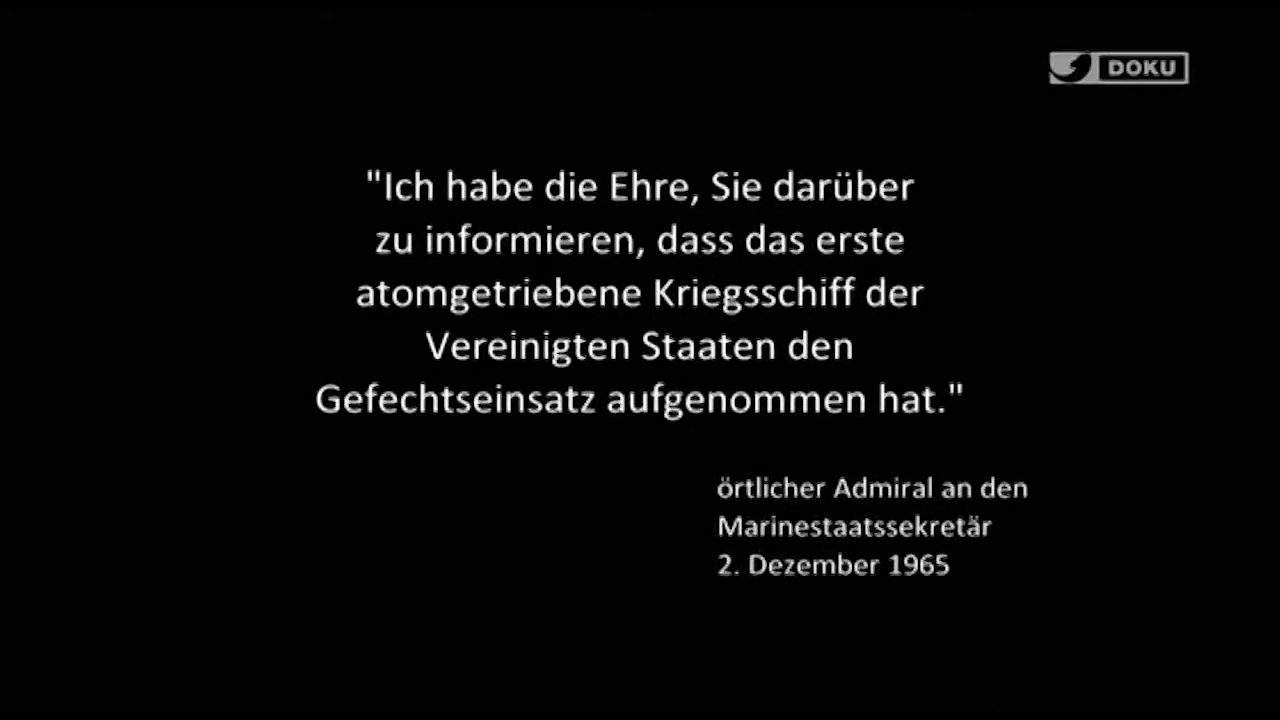 DOKU
"Ich habe die Ehre, Sie darüber
zu informieren, dass das erste
atomgetriebene Kriegsschiff der
Vereinigten Staaten den
Gefechtseinsatz aufgenommen hat."
örtlicher Admiral an den
Marinestaatssekretär
2. Dezember 1965